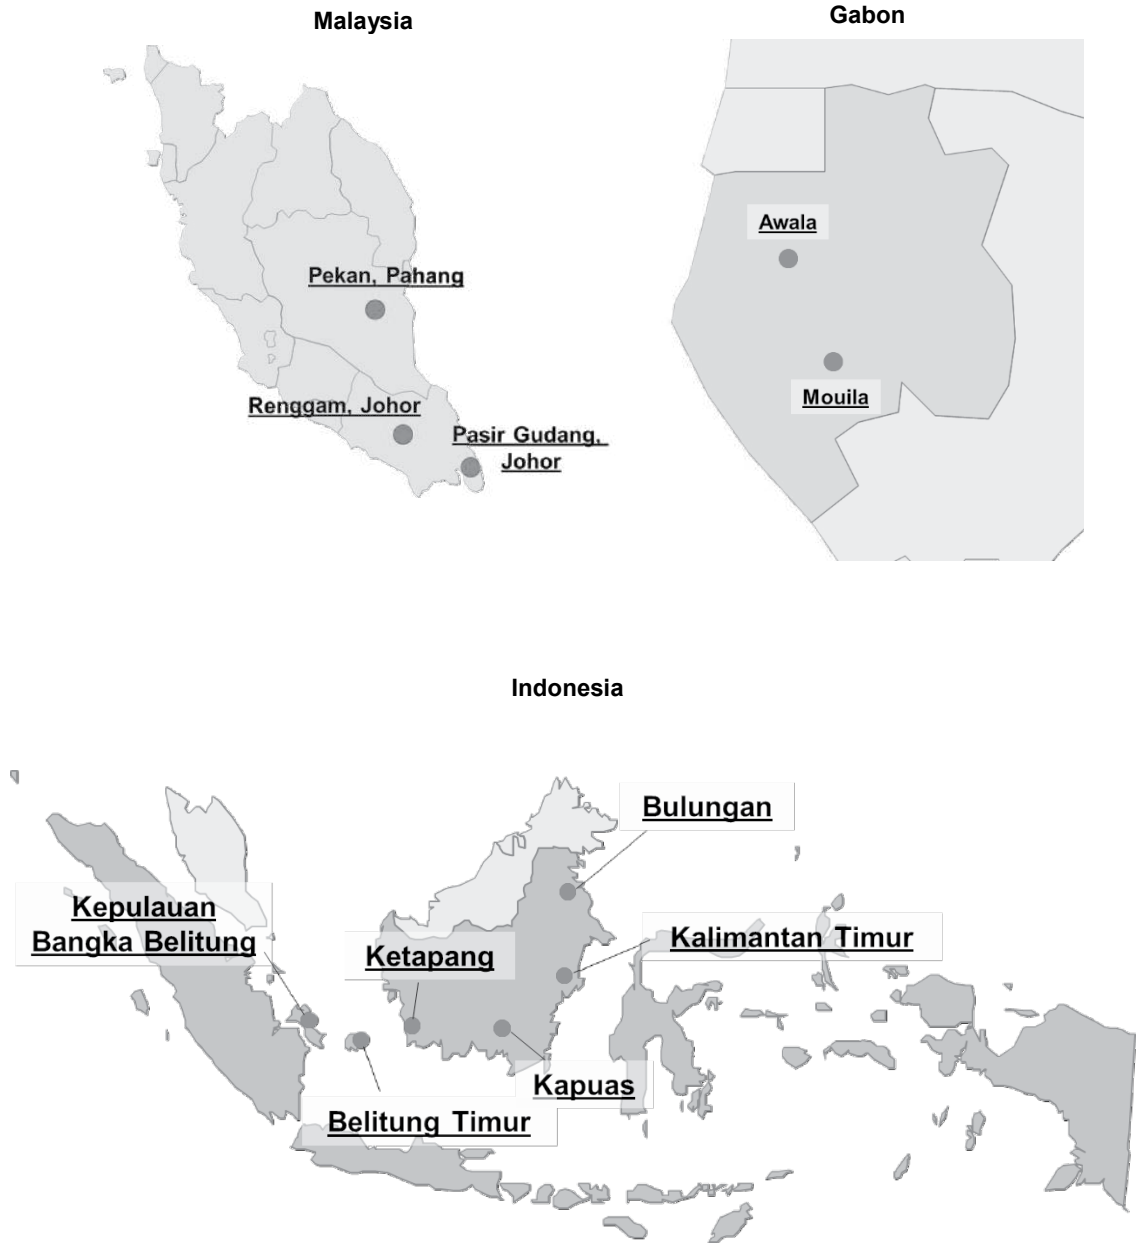 Malaysia
Gabon
Awala
Pekan, Pahang
Mouila
Renggam, Johor
Pasir Gudang,
Johor
Indonesia
Bulungan
Kepulauan
Bangka Belitung
Ketapang
Kalimantan Timur
Kapuas
Belitung Timur